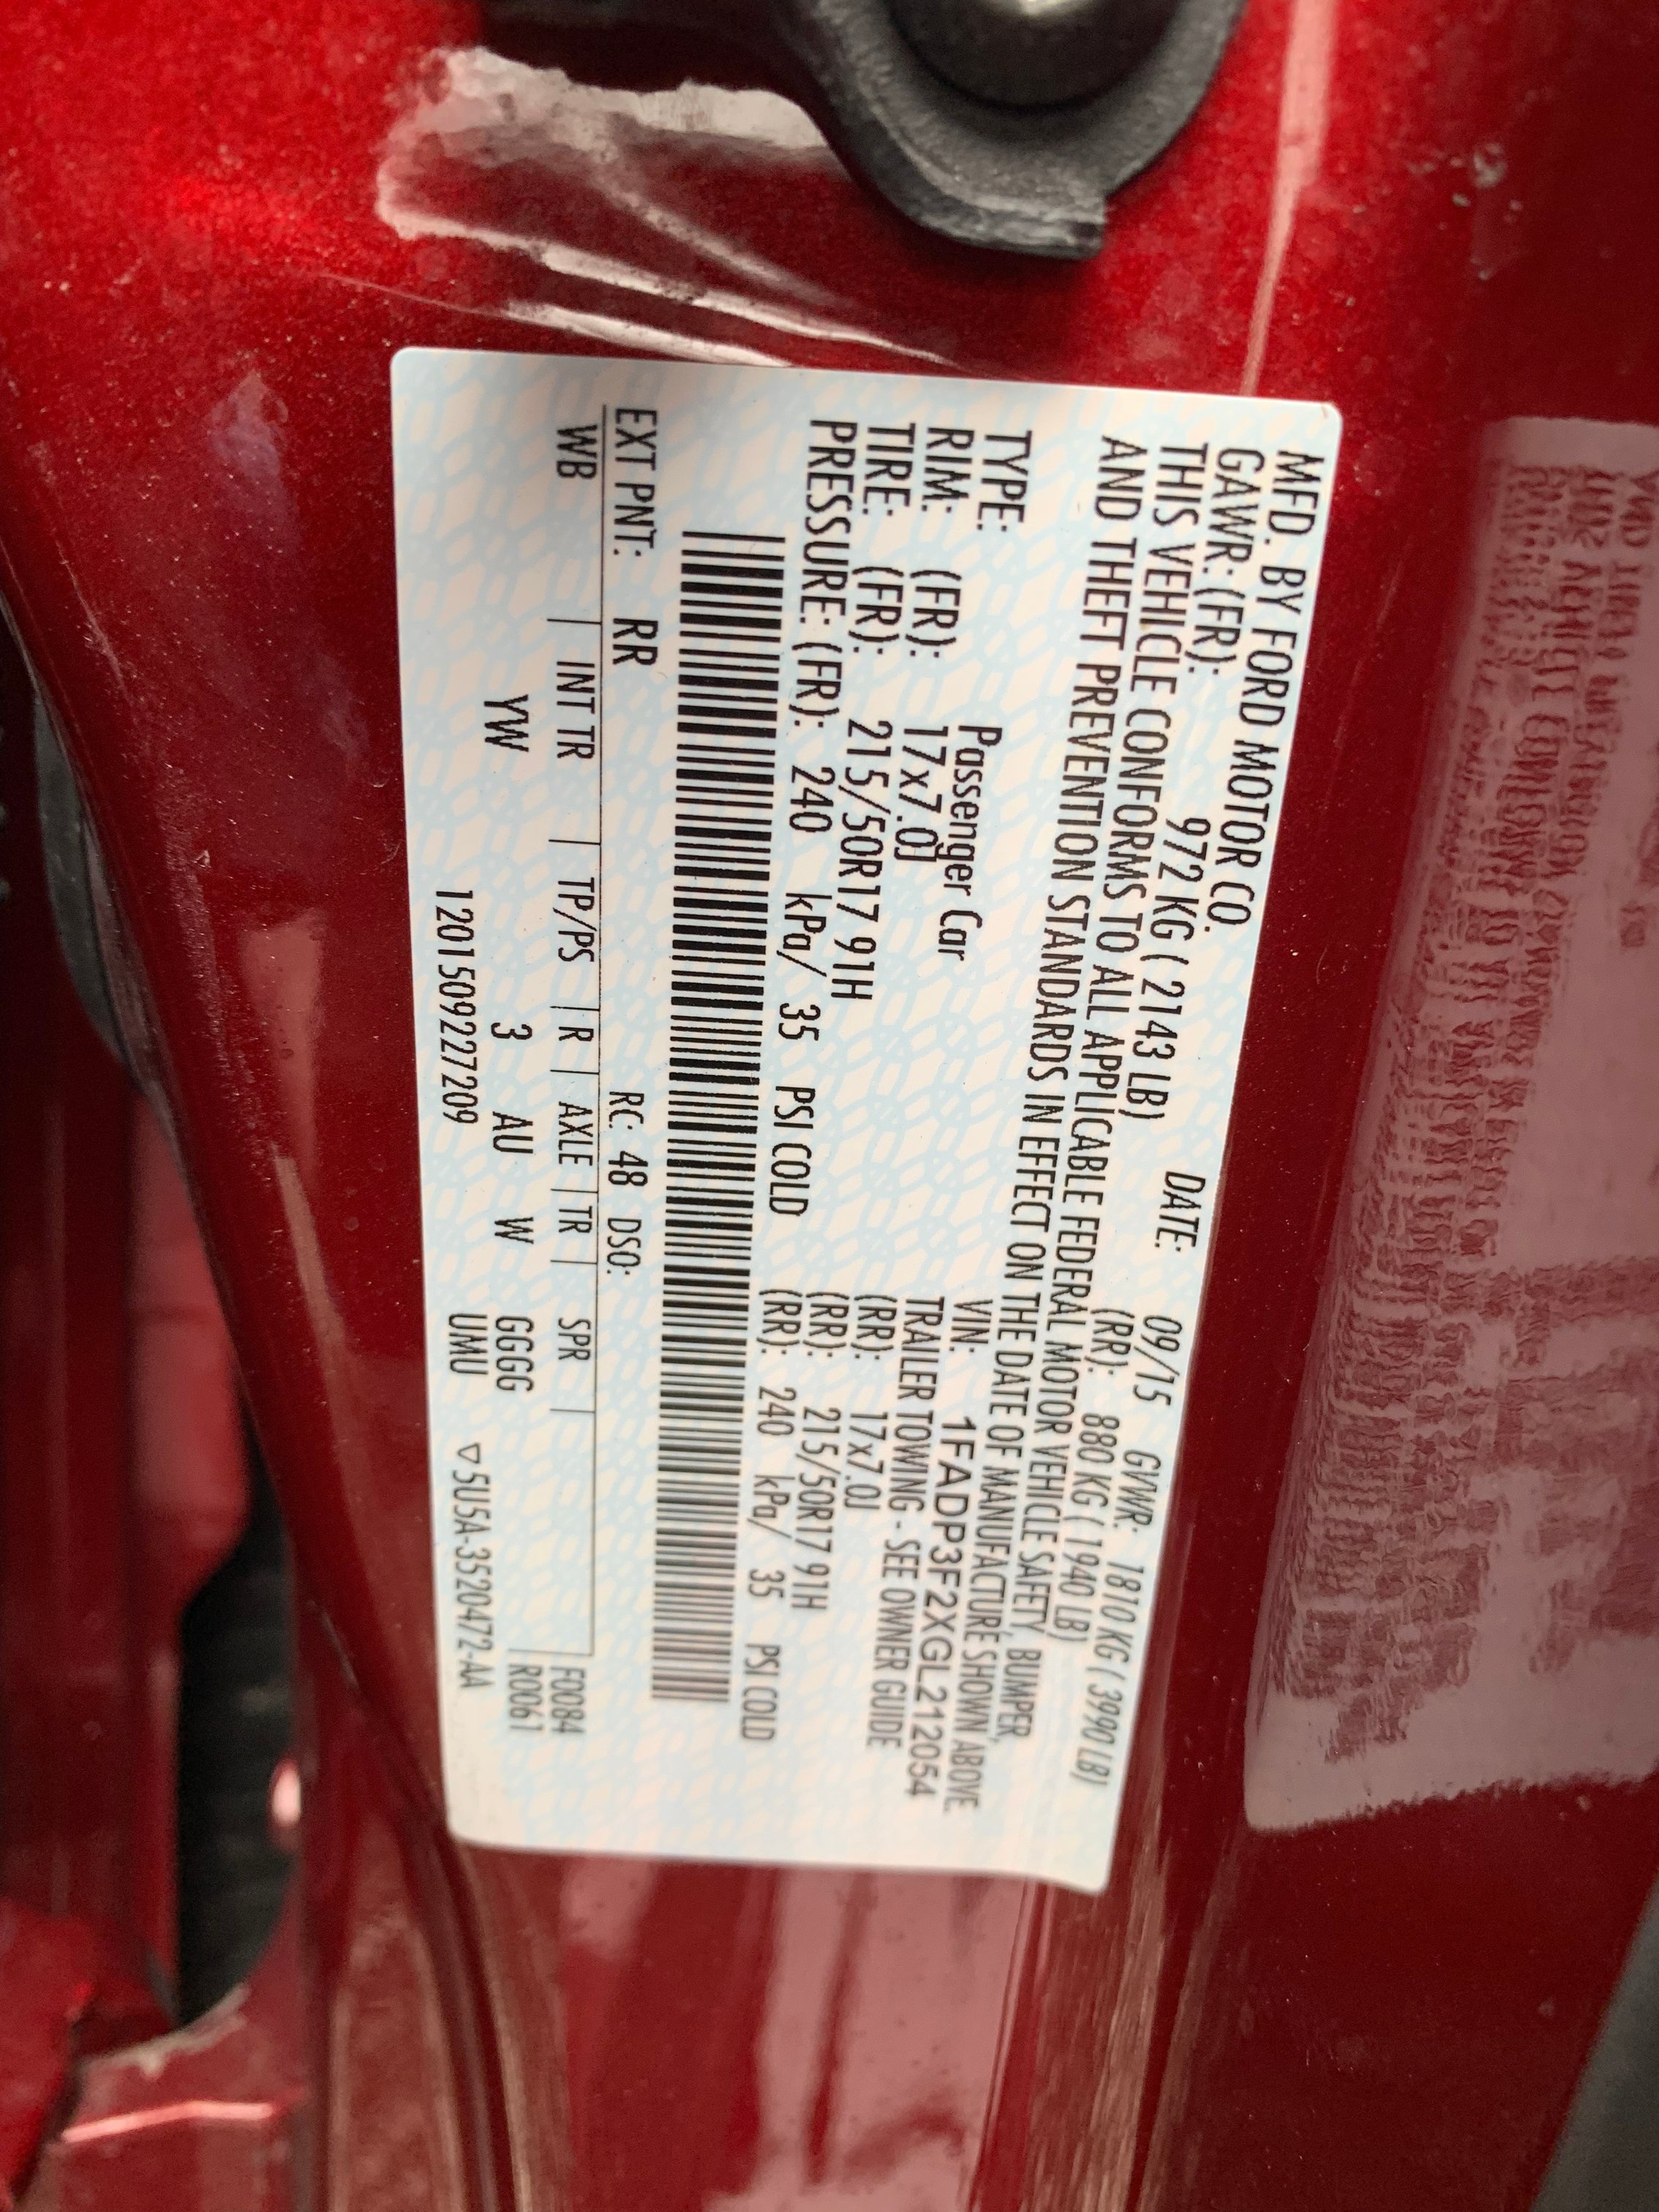 MFD. BY FORD MOTOR CO.
DATE: 09/15 GVWR: 1810 KG ( 3990 LB)
GAWR: (FR): 972 KG ( 2143 LB) (RR): 880 KG ( 1940 LB)
THIS VEHICLE CONFORMS TO ALL APPLICABLE FEDERAL MOTOR VEHICLE SAFETY, BUMPER,
AND THEFT PREVENTION STANDARDS IN EFFECT ON THE DATE OF MANUFACTURE SHOWN ABOVE.
VIN: 1FADP3F2XGL212054
TYPE: Passenger Car TRAILER TOWING - SEE OWNER GUIDE
RIM: (FR): 17x7.0J (RR): 17x7.0J
TIRE: (FR): 215/50R17 91H (RR): 215/50R17 91H
PRESSURE: (FR): 240 kPa/ 35 PSI COLD (RR): 240 kPa/ 35 PSI COLD
EXT PNT: RR RC: 48 DSO:
WB INT TR TP/PS R AXLE TR SPR F0084
YW 3 AU W GGGG R0061
1201509227209 UMU ▽5U5A-3520472-AA